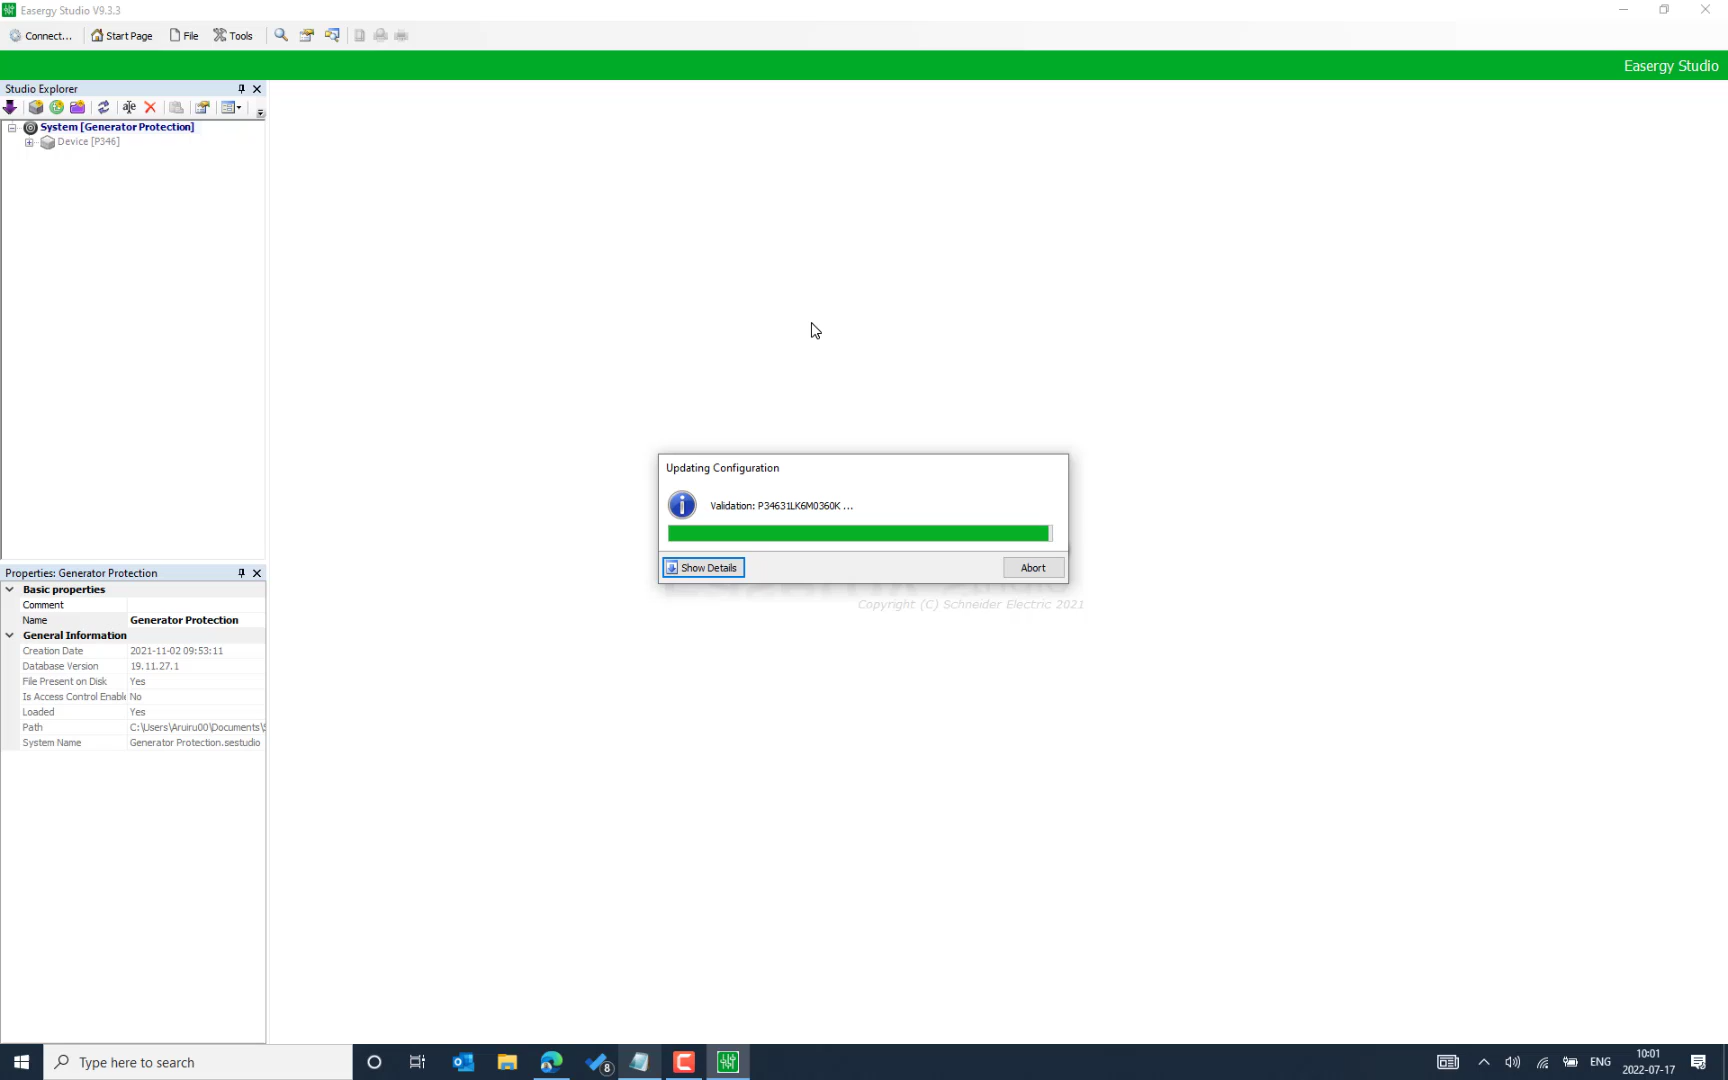 Easergy Studio V9.3.3
Connect... Start Page File Tools
Easergy Studio
Studio Explorer
System [Generator Protection]
Device [P346]
Updating Configuration
Validation: P34631LK6M0360K ...
Show Details Abort
Copyright (C) Schneider Electric 2021
Properties: Generator Protection
Basic properties
Comment
Name Generator Protection
General Information
Creation Date 2021-11-02 09:53:11
Database Version 19.11.27.1
File Present on Disk Yes
Is Access Control Enable No
Loaded Yes
Path C:\Users\Aruiru00\Documents\
System Name Generator Protection.sestudio
Type here to search
8
ENG
10:01
2022-07-17